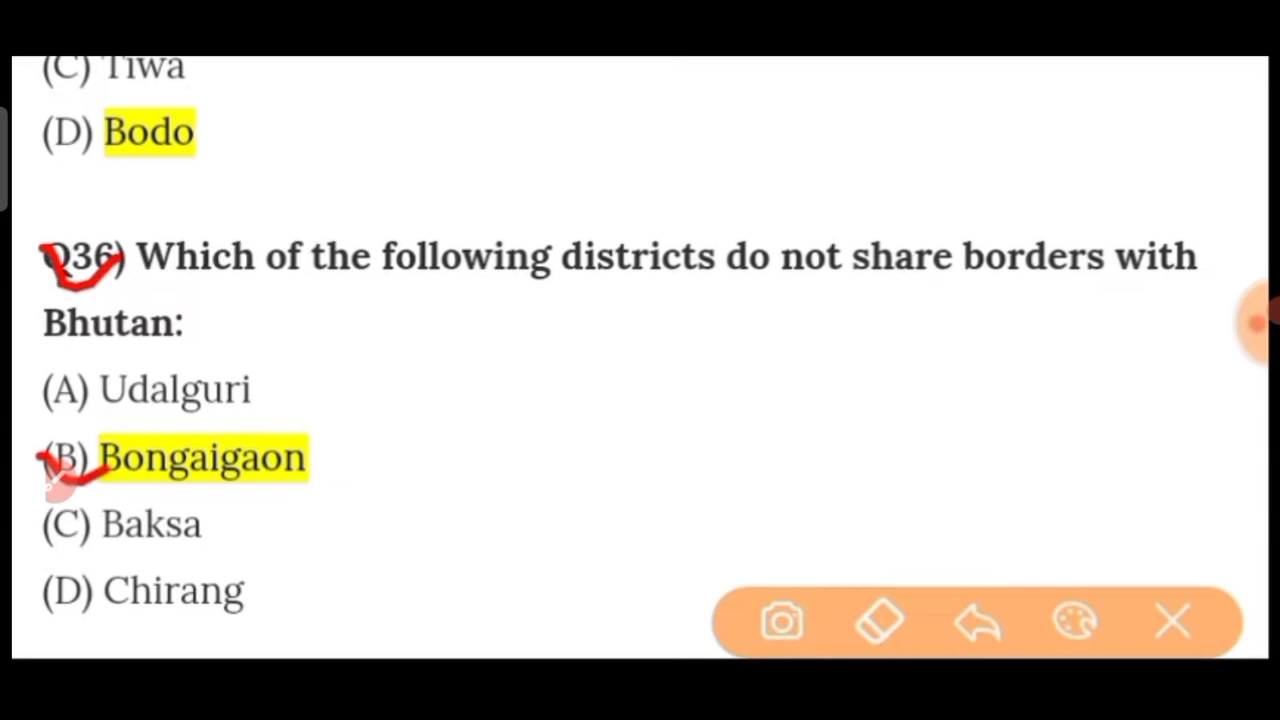 (C) Tiwa
(D) Bodo
Q36) Which of the following districts do not share borders with
Bhutan:
(A) Udalguri
(B) Bongaigaon
(C) Baksa
(D) Chirang